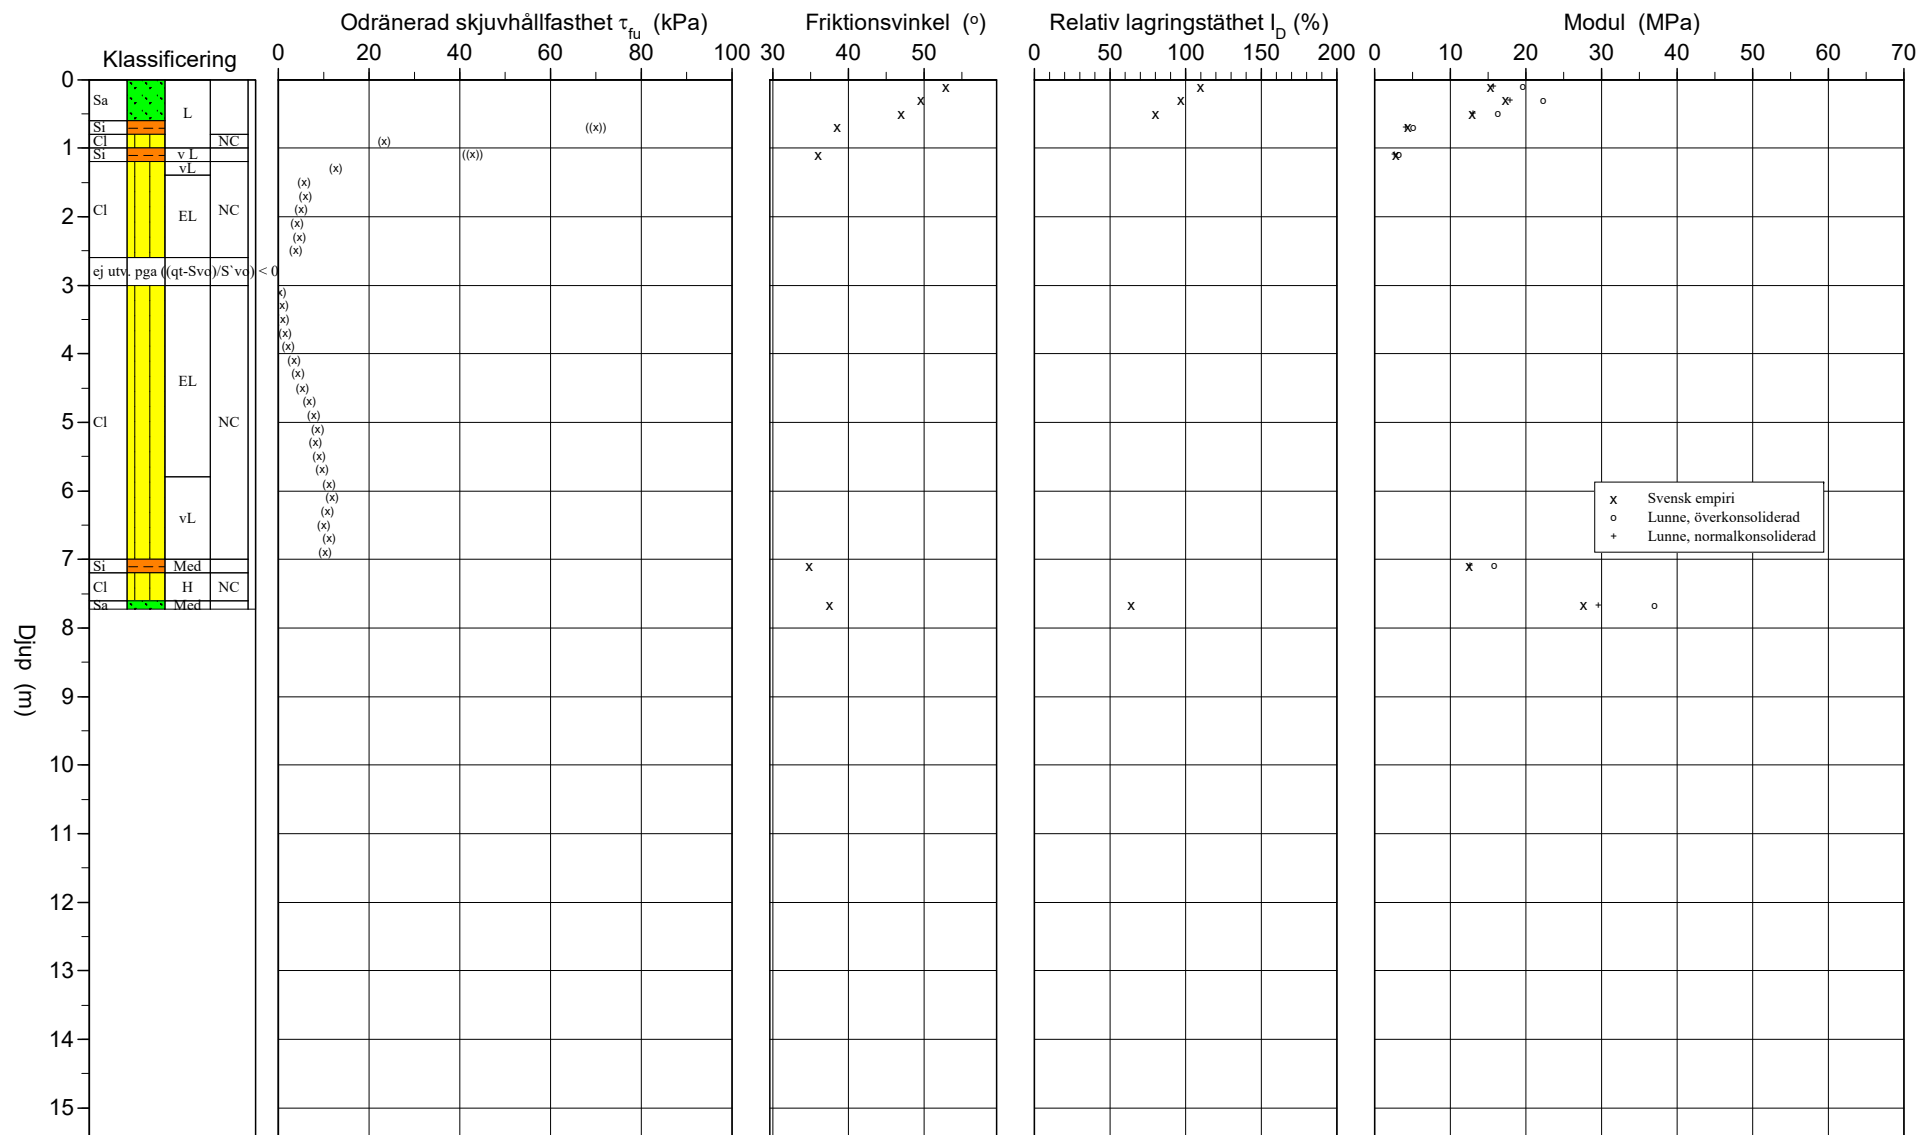 Odränerad skjuvhållfasthet τfu (kPa)
Friktionsvinkel (o)
Relativ lagringstäthet ID (%)
Modul (MPa)
Klassificering
0 20 40 60 80 100
30 40 50
0 50 100 150 200
0 10 20 30 40 50 60 70
0
Sa
L
Si
Cl
NC
1
Si
v L
vL
Cl
EL
NC
2
ej utv. pga ((qt-Svo)/S`vo) < 0
3
4
EL
5
Cl
NC
6
vL
7
Si
Med
Cl
H
NC
Sa
Med
8
9
10
11
12
13
14
15
Djup (m)
x Svensk empiri
o Lunne, överkonsoliderad
+ Lunne, normalkonsoliderad